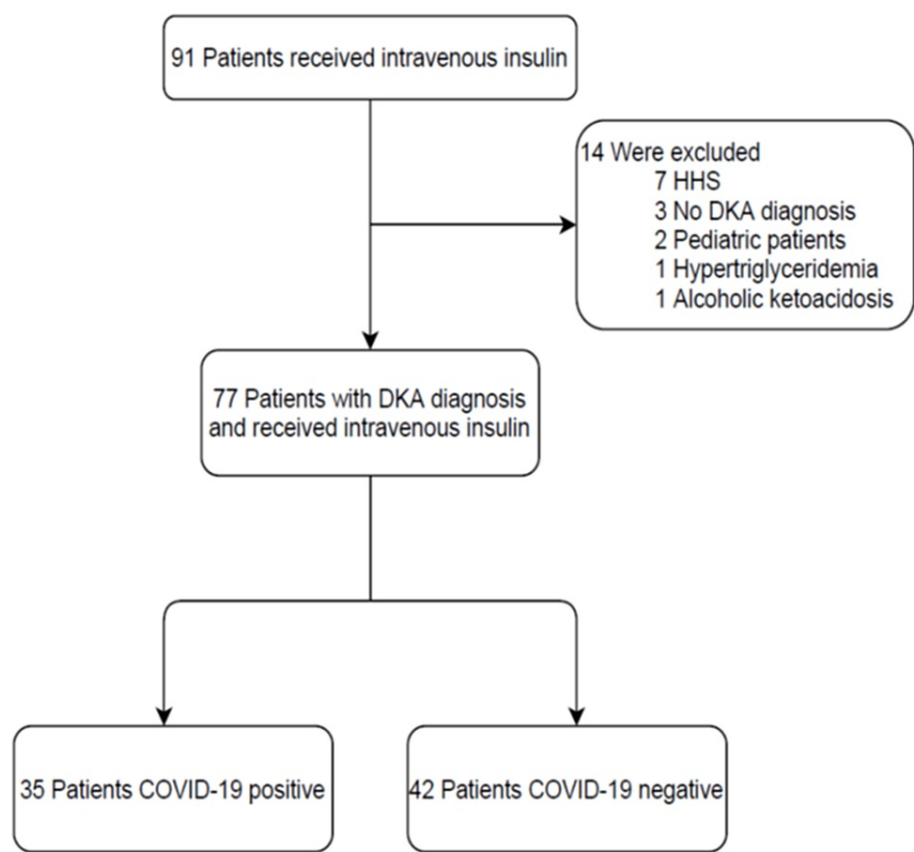 91 Patients received intravenous insulin
14 Were excluded
7 HHS
3 No DKA diagnosis
2 Pediatric patients
1 Hypertriglyceridemia
1 Alcoholic ketoacidosis
77 Patients with DKA diagnosis
and received intravenous insulin
35 Patients COVID-19 positive
42 Patients COVID-19 negative